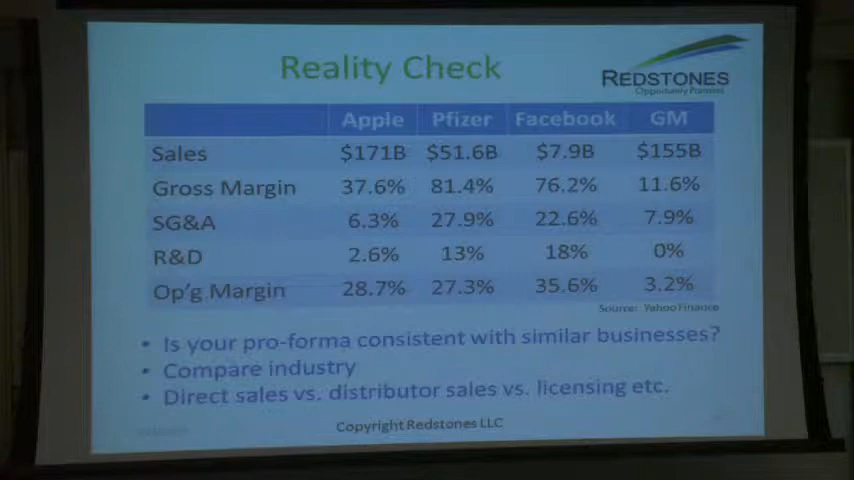 Reality Check
REDSTONES
Opportunity Pursued
Apple Pfizer Facebook GM
Sales $171B $51.6B $7.9B $155B
Gross Margin 37.6% 81.4% 76.2% 11.6%
SG&A 6.3% 27.9% 22.6% 7.9%
R&D 2.6% 13% 18% 0%
Op'g Margin 28.7% 27.3% 35.6% 3.2%
Source: Yahoo Finance
• Is your pro-forma consistent with similar businesses?
• Compare industry
• Direct sales vs. distributor sales vs. licensing etc.
Copyright Redstones LLC